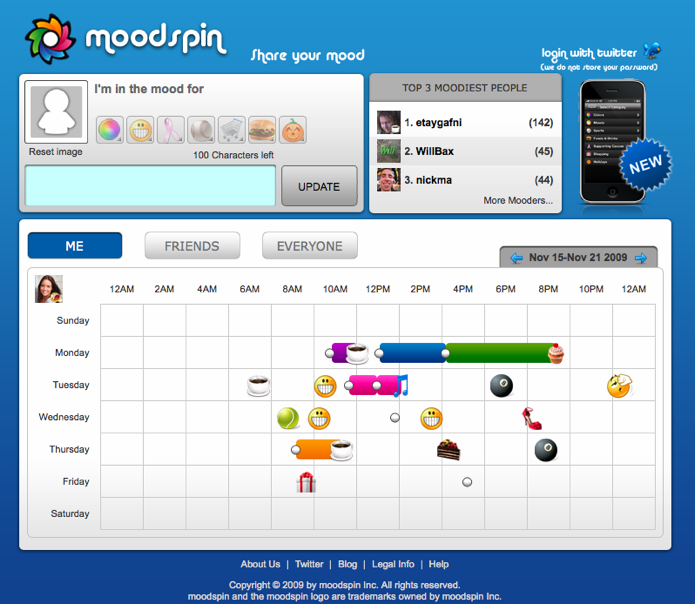 moodspin
Share your mood
login with twitter
(we do not store your password)
I'm in the mood for
Reset image
100 Characters left
UPDATE
TOP 3 MOODIEST PEOPLE
1. etaygafni (142)
2. WillBax (45)
3. nickma (44)
More Mooders...
NEW
ME FRIENDS EVERYONE
Nov 15-Nov 21 2009
12AM 2AM 4AM 6AM 8AM 10AM 12PM 2PM 4PM 6PM 8PM 10PM 12AM
Sunday
Monday
Tuesday
Wednesday
Thursday
Friday
Saturday
About Us | Twitter | Blog | Legal Info | Help
Copyright © 2009 by moodspin Inc. All rights reserved.
moodspin and the moodspin logo are trademarks owned by moodspin Inc.